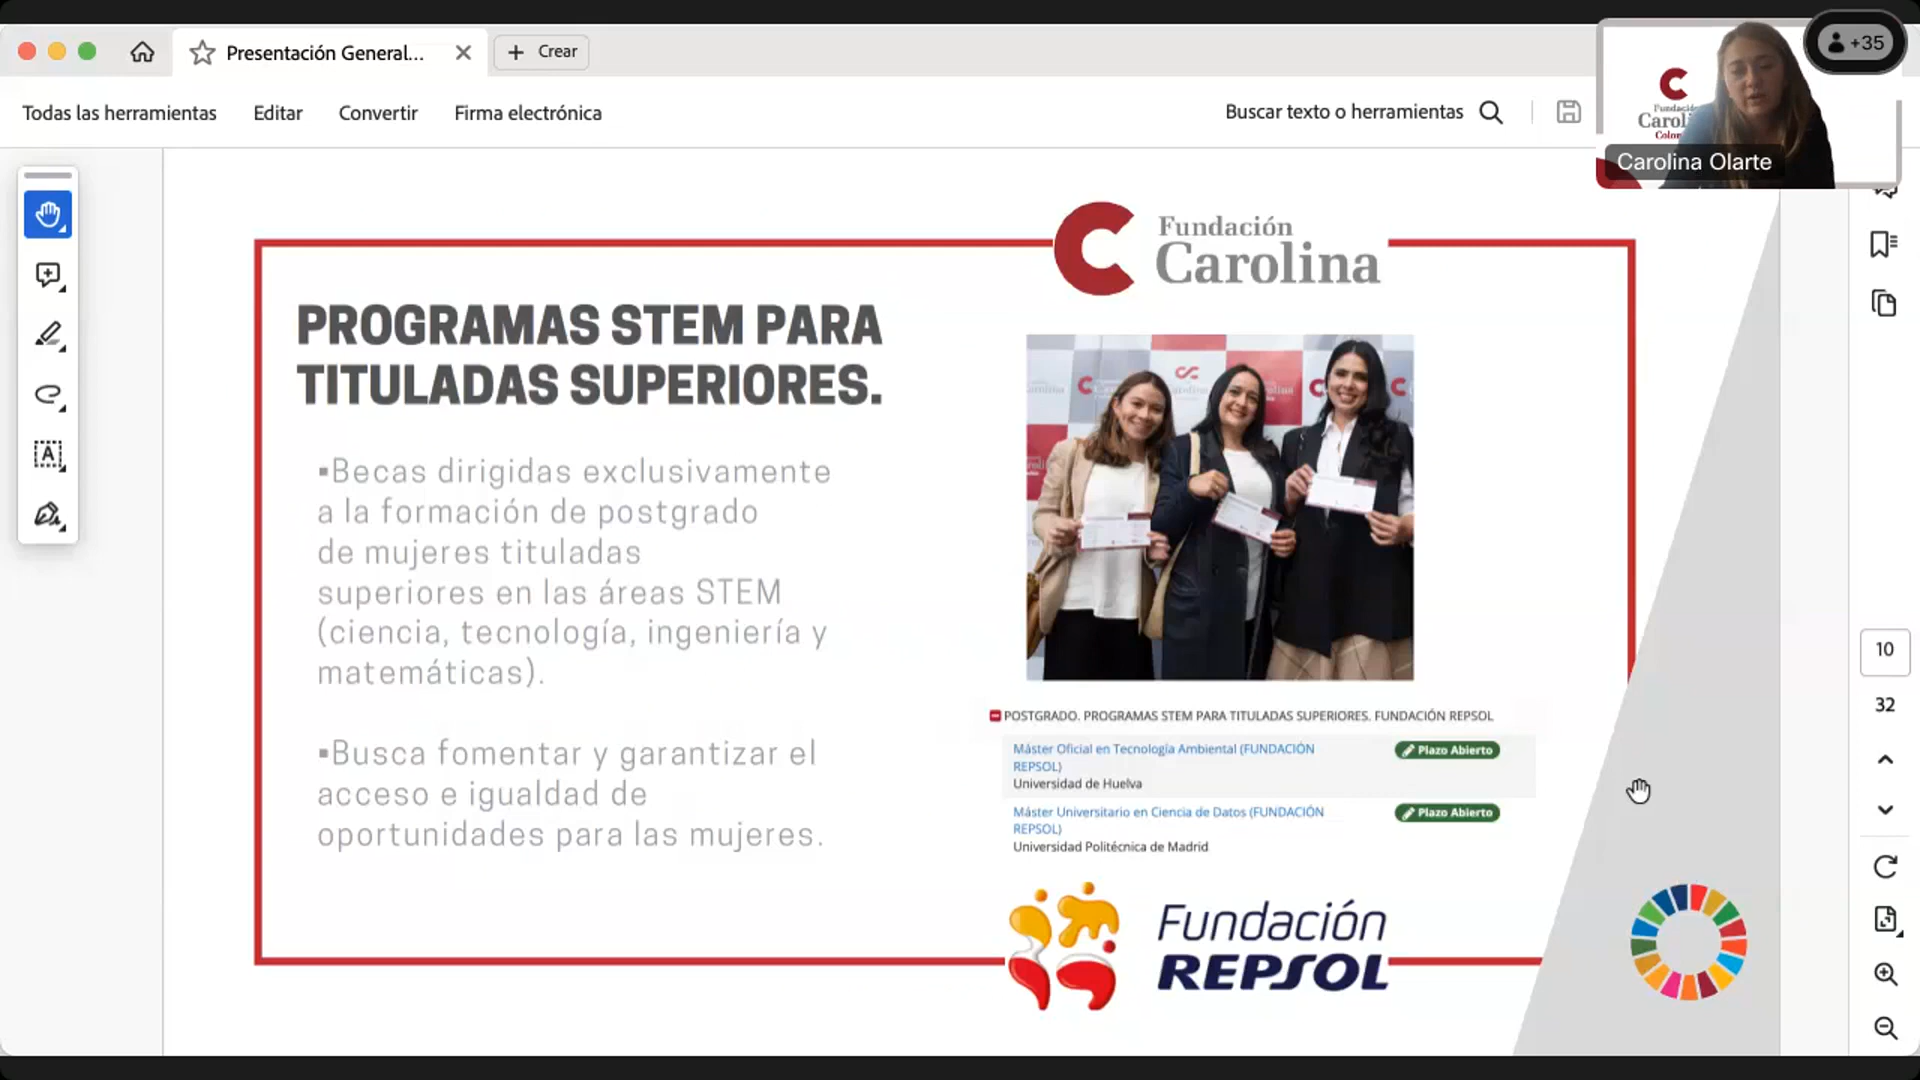 Presentación General...
Crear
+35
Todas las herramientas
Editar
Convertir
Firma electrónica
Buscar texto o herramientas
Carolina Olarte
Fundación
Carolina
PROGRAMAS STEM PARA
TITULADAS SUPERIORES.
▪Becas dirigidas exclusivamente
a la formación de postgrado
de mujeres tituladas
superiores en las áreas STEM
(ciencia, tecnología, ingeniería y
matemáticas).
▪Busca fomentar y garantizar el
acceso e igualdad de
oportunidades para las mujeres.
POSTGRADO. PROGRAMAS STEM PARA TITULADAS SUPERIORES. FUNDACIÓN REPSOL
Máster Oficial en Tecnología Ambiental (FUNDACIÓN
REPSOL)
Universidad de Huelva
Plazo Abierto
Máster Universitario en Ciencia de Datos (FUNDACIÓN
REPSOL)
Universidad Politécnica de Madrid
Plazo Abierto
Fundación
REPSOL
10
32